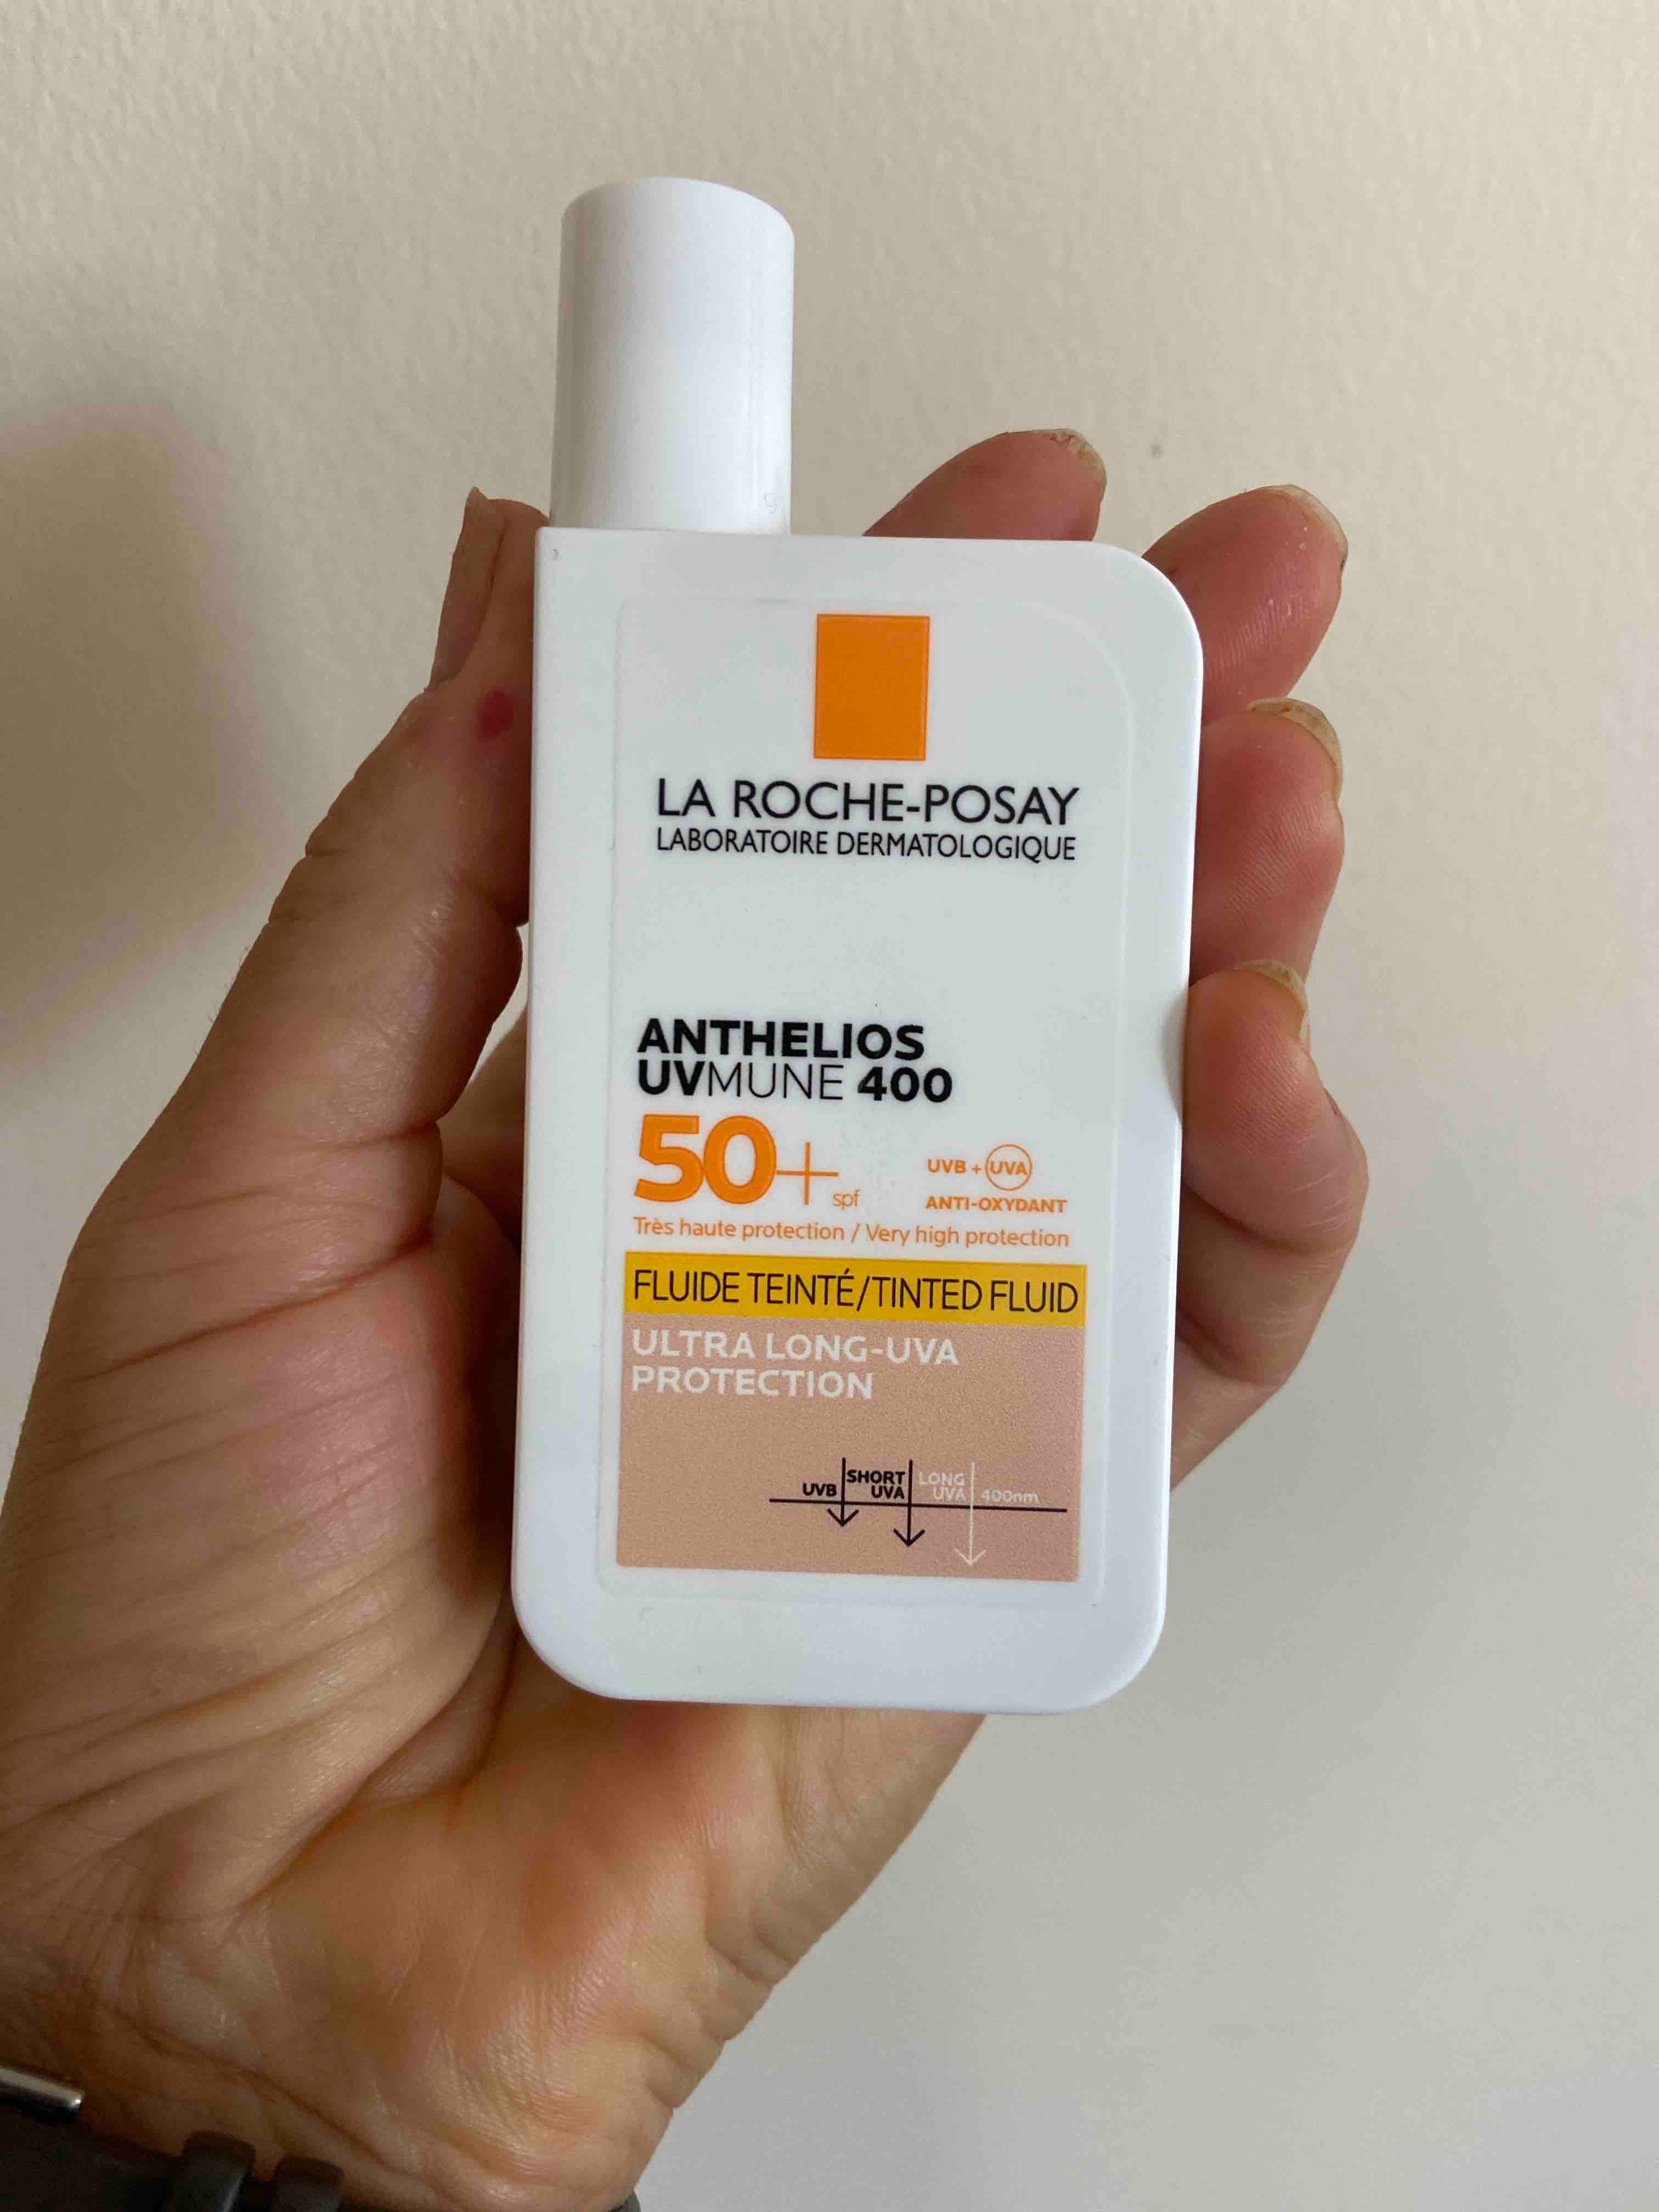 LA ROCHE-POSAY
LABORATOIRE DERMATOLOGIQUE
ANTHELIOS
UVMUNE 400
50+ spf
UVB + UVA
ANTI-OXYDANT
Très haute protection / Very high protection
FLUIDE TEINTÉ/TINTED FLUID
ULTRA LONG-UVA
PROTECTION
UVB
SHORT
UVA
LONG
UVA
400nm